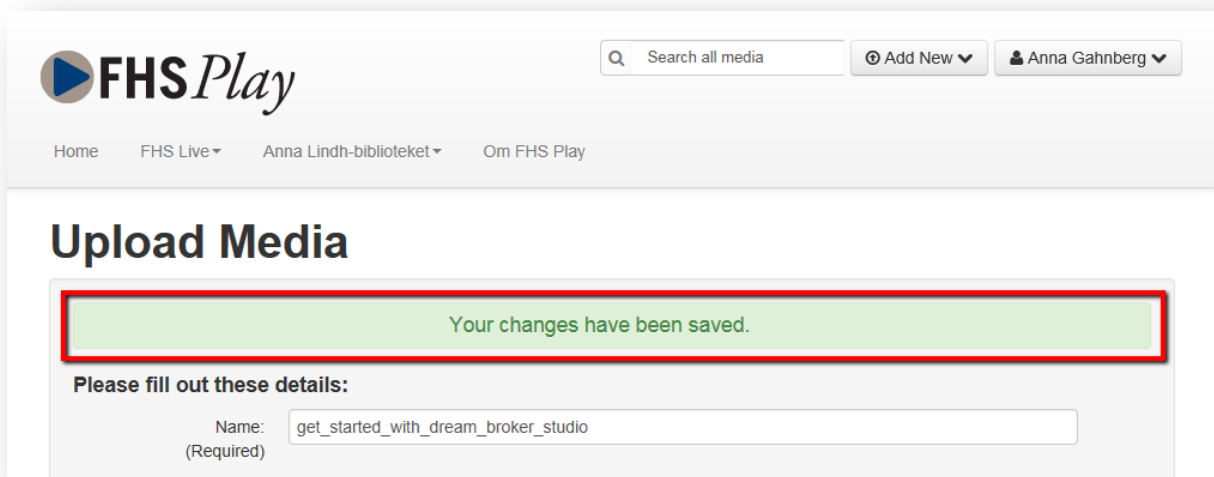 FHS Play
Search all media
Add New
Anna Gahnberg
Home FHS Live Anna Lindh-biblioteket Om FHS Play
Upload Media
Your changes have been saved.
Please fill out these details:
Name: get_started_with_dream_broker_studio
(Required)